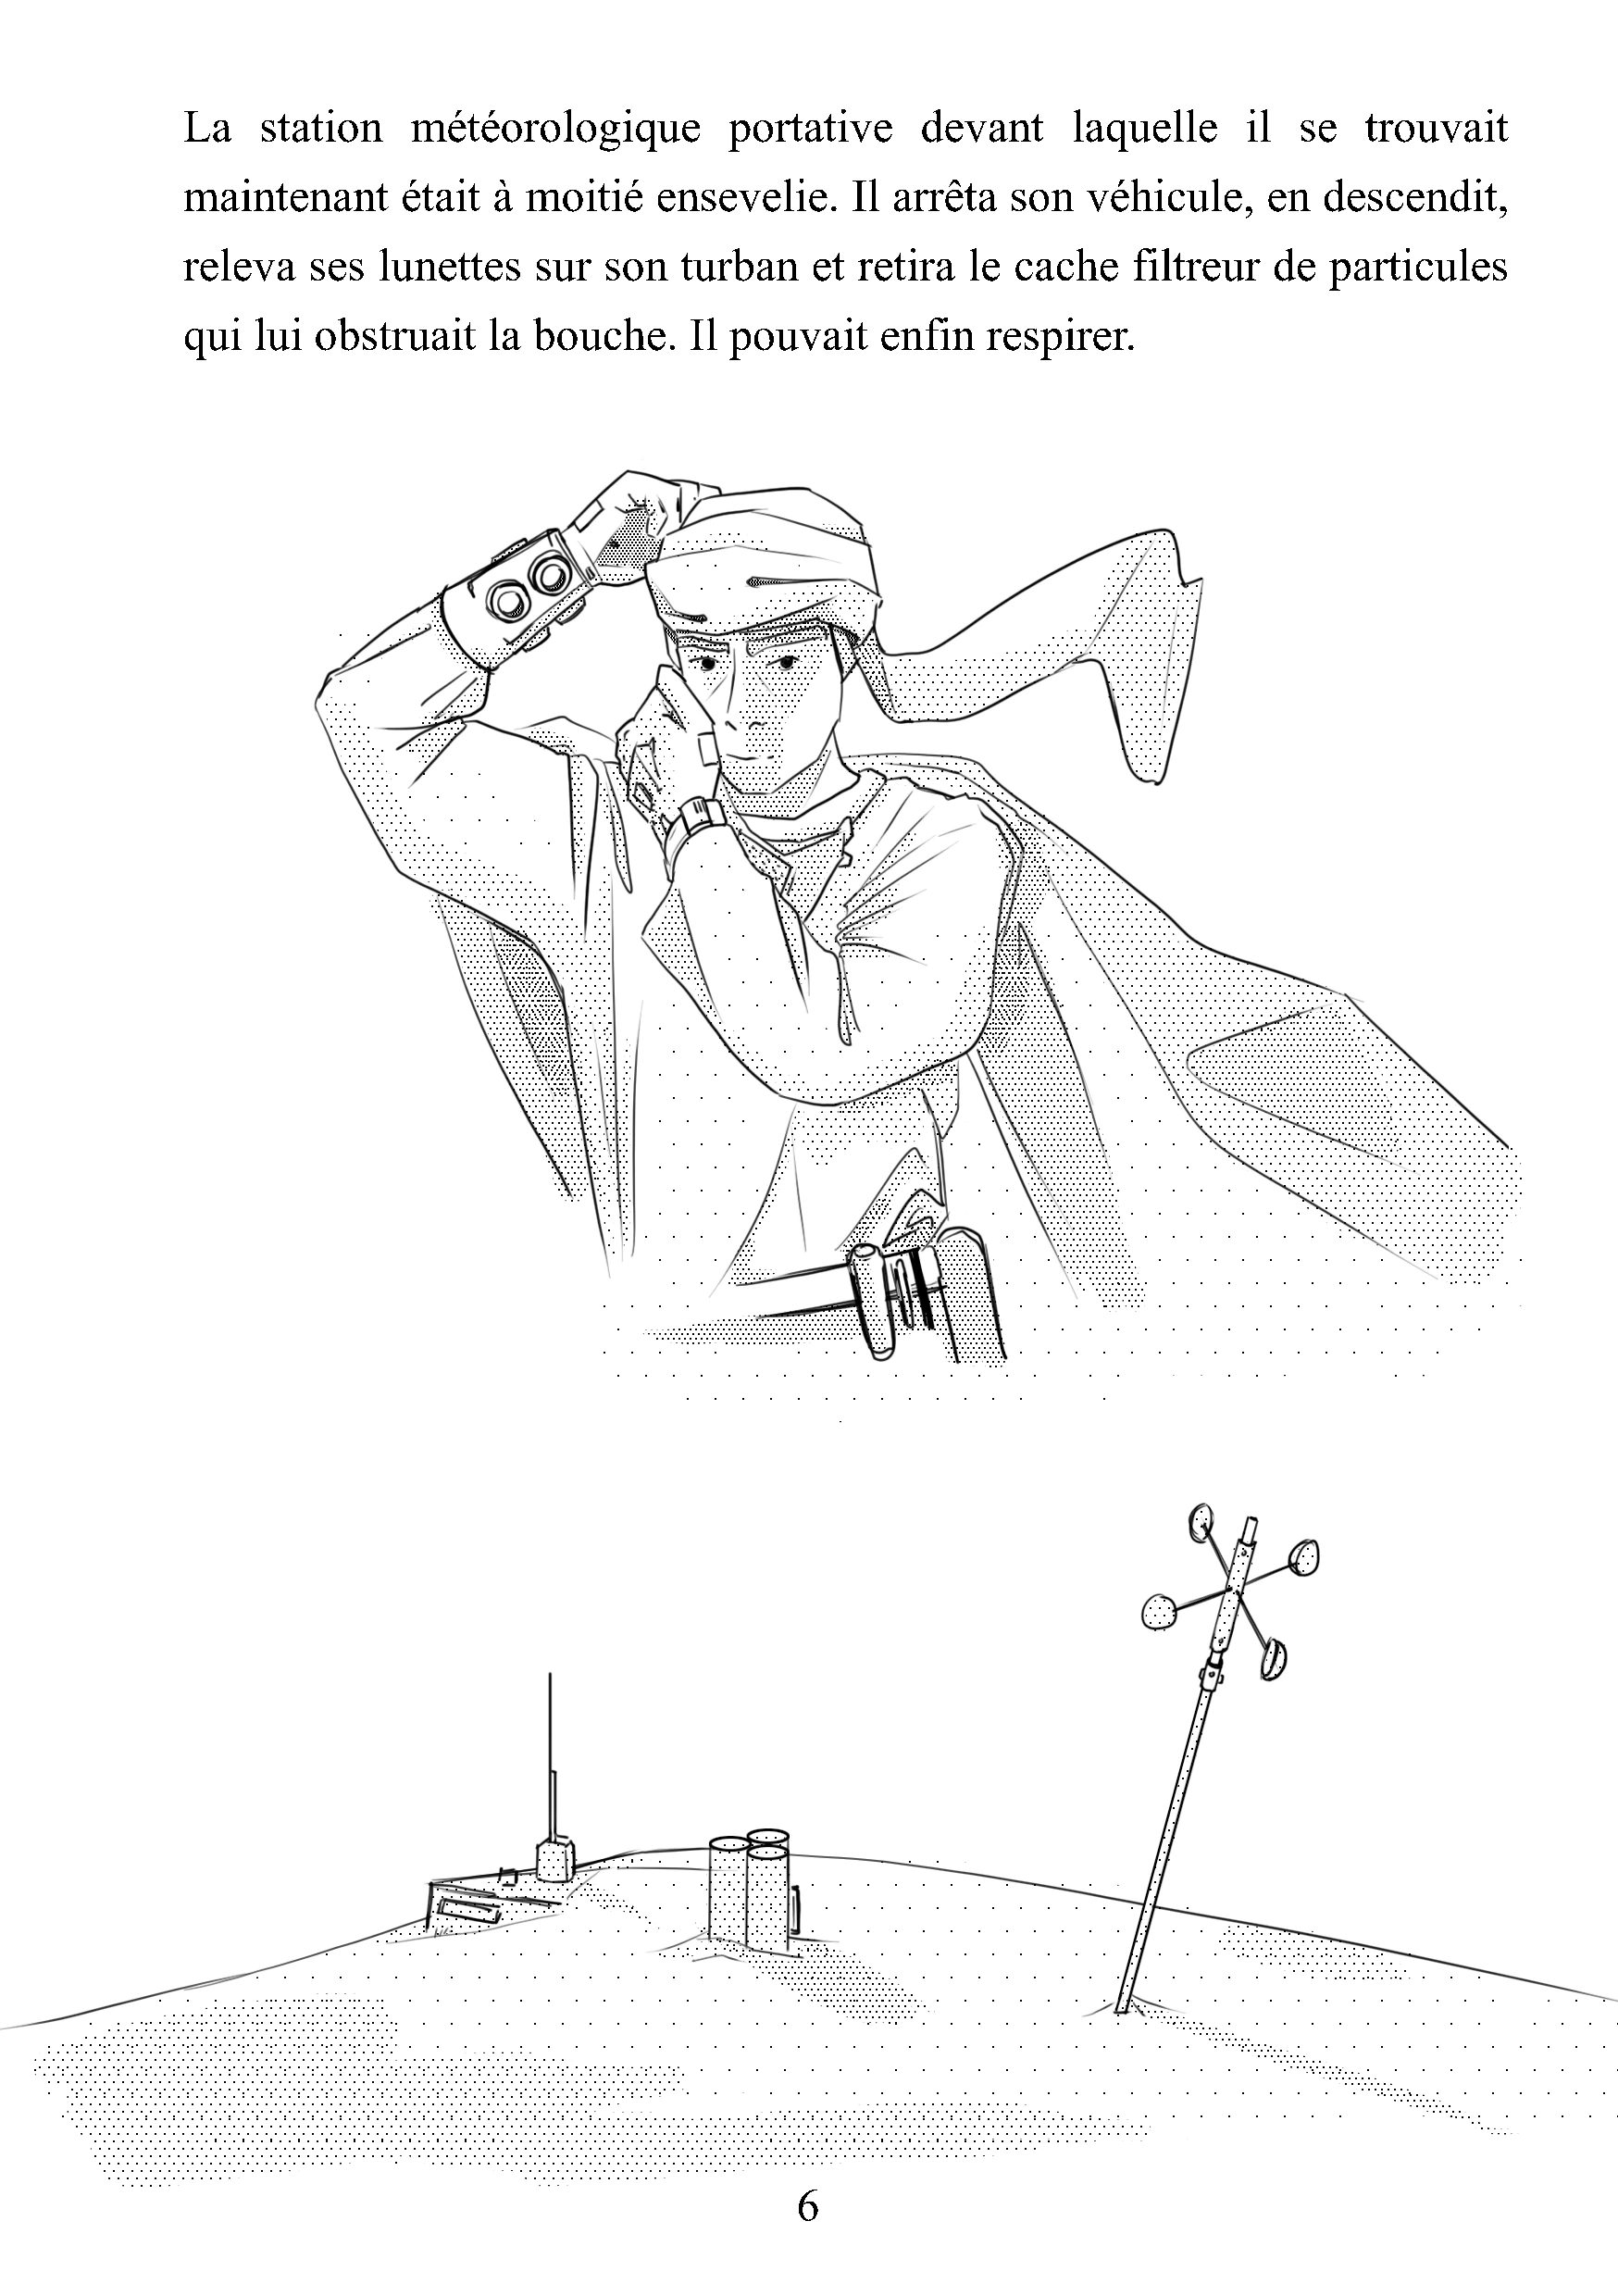 La station météorologique portative devant laquelle il se trouvait
maintenant était à moitié ensevelie. Il arrêta son véhicule, en descendit,
releva ses lunettes sur son turban et retira le cache filtreur de particules
qui lui obstruait la bouche. Il pouvait enfin respirer.
6